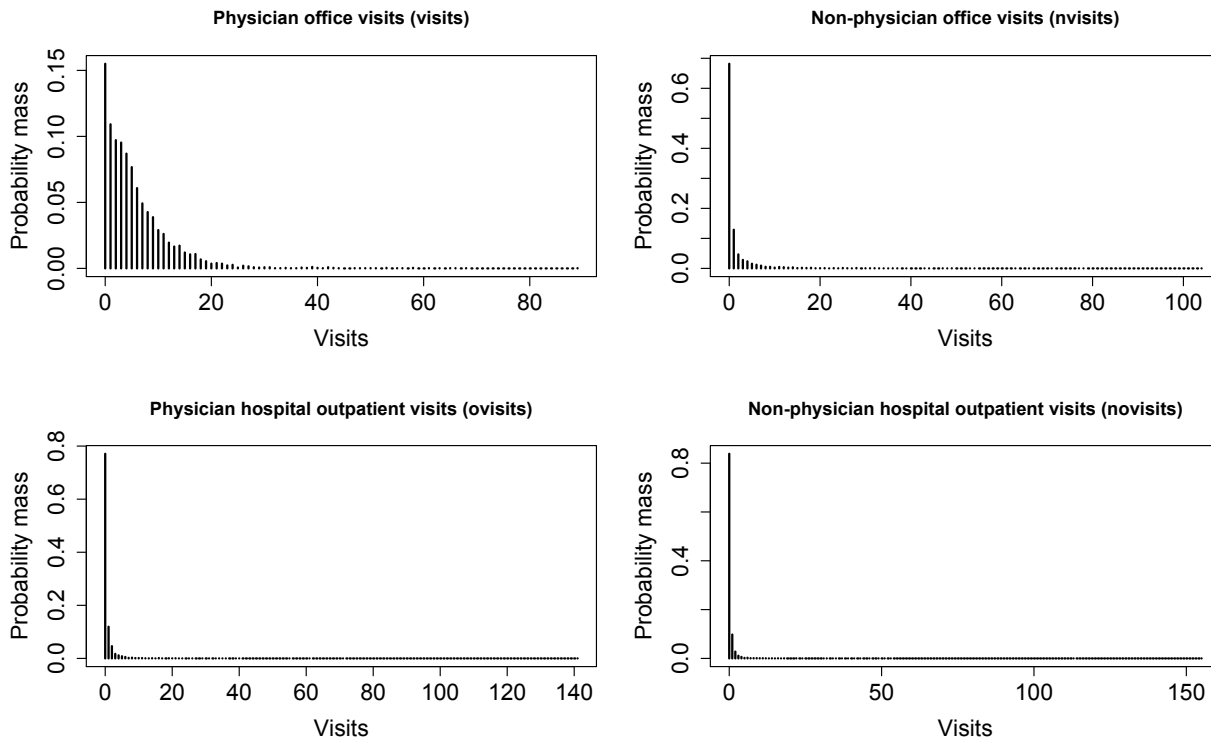 Physician office visits (visits)
Probability mass
0.00 0.05 0.10 0.15
0 20 40 60 80
Visits
Non-physician office visits (nvisits)
Probability mass
0.0 0.2 0.4 0.6
0 20 40 60 80 100
Visits
Physician hospital outpatient visits (ovisits)
Probability mass
0.0 0.2 0.4 0.6 0.8
0 20 40 60 80 100 120 140
Visits
Non-physician hospital outpatient visits (novisits)
Probability mass
0.0 0.4 0.8
0 50 100 150
Visits